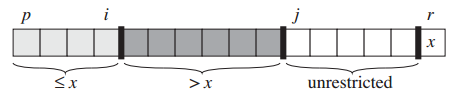 p i j r
x
≤ x > x unrestricted